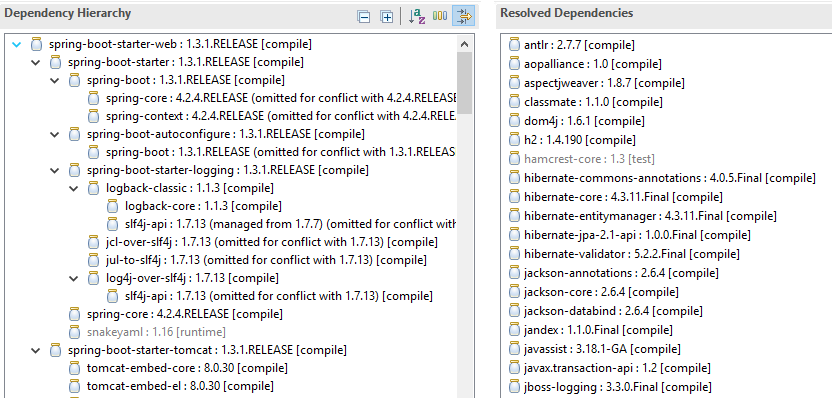 Dependency Hierarchy
spring-boot-starter-web : 1.3.1.RELEASE [compile]
spring-boot-starter : 1.3.1.RELEASE [compile]
spring-boot : 1.3.1.RELEASE [compile]
spring-core : 4.2.4.RELEASE (omitted for conflict with 4.2.4.RELEASE
spring-context : 4.2.4.RELEASE (omitted for conflict with 4.2.4.RELE
spring-boot-autoconfigure : 1.3.1.RELEASE [compile]
spring-boot : 1.3.1.RELEASE (omitted for conflict with 1.3.1.RELEASE
spring-boot-starter-logging : 1.3.1.RELEASE [compile]
logback-classic : 1.1.3 [compile]
logback-core : 1.1.3 [compile]
slf4j-api : 1.7.13 (managed from 1.7.7) (omitted for conflict with
jcl-over-slf4j : 1.7.13 (omitted for conflict with 1.7.13) [compile]
jul-to-slf4j : 1.7.13 (omitted for conflict with 1.7.13) [compile]
log4j-over-slf4j : 1.7.13 [compile]
slf4j-api : 1.7.13 (omitted for conflict with 1.7.13) [compile]
spring-core : 4.2.4.RELEASE [compile]
snakeyaml : 1.16 [runtime]
spring-boot-starter-tomcat : 1.3.1.RELEASE [compile]
tomcat-embed-core : 8.0.30 [compile]
tomcat-embed-el : 8.0.30 [compile]
Resolved Dependencies
antlr : 2.7.7 [compile]
aopalliance : 1.0 [compile]
aspectjweaver : 1.8.7 [compile]
classmate : 1.1.0 [compile]
dom4j : 1.6.1 [compile]
h2 : 1.4.190 [compile]
hamcrest-core : 1.3 [test]
hibernate-commons-annotations : 4.0.5.Final [compile]
hibernate-core : 4.3.11.Final [compile]
hibernate-entitymanager : 4.3.11.Final [compile]
hibernate-jpa-2.1-api : 1.0.0.Final [compile]
hibernate-validator : 5.2.2.Final [compile]
jackson-annotations : 2.6.4 [compile]
jackson-core : 2.6.4 [compile]
jackson-databind : 2.6.4 [compile]
jandex : 1.1.0.Final [compile]
javassist : 3.18.1-GA [compile]
javax.transaction-api : 1.2 [compile]
jboss-logging : 3.3.0.Final [compile]